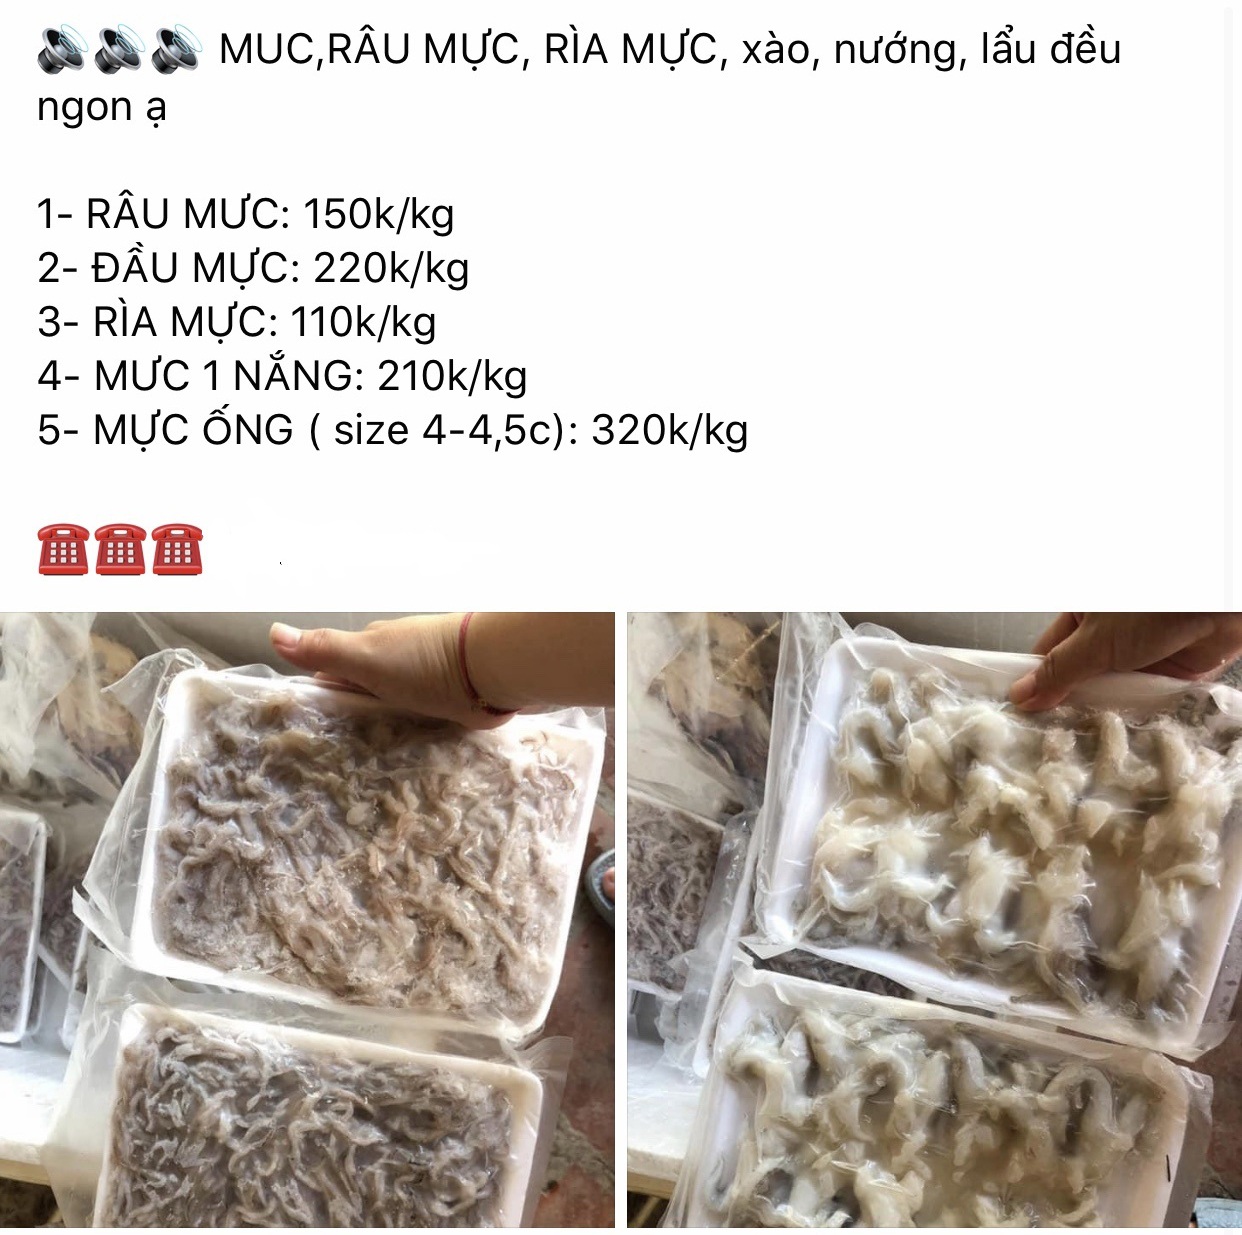 MUC,RÂU MỰC, RÌA MỰC, xào, nướng, lẩu đều
ngon ạ
1- RÂU MƯC: 150k/kg
2- ĐẦU MỰC: 220k/kg
3- RÌA MỰC: 110k/kg
4- MƯC 1 NẮNG: 210k/kg
5- MỰC ỐNG ( size 4-4,5c): 320k/kg